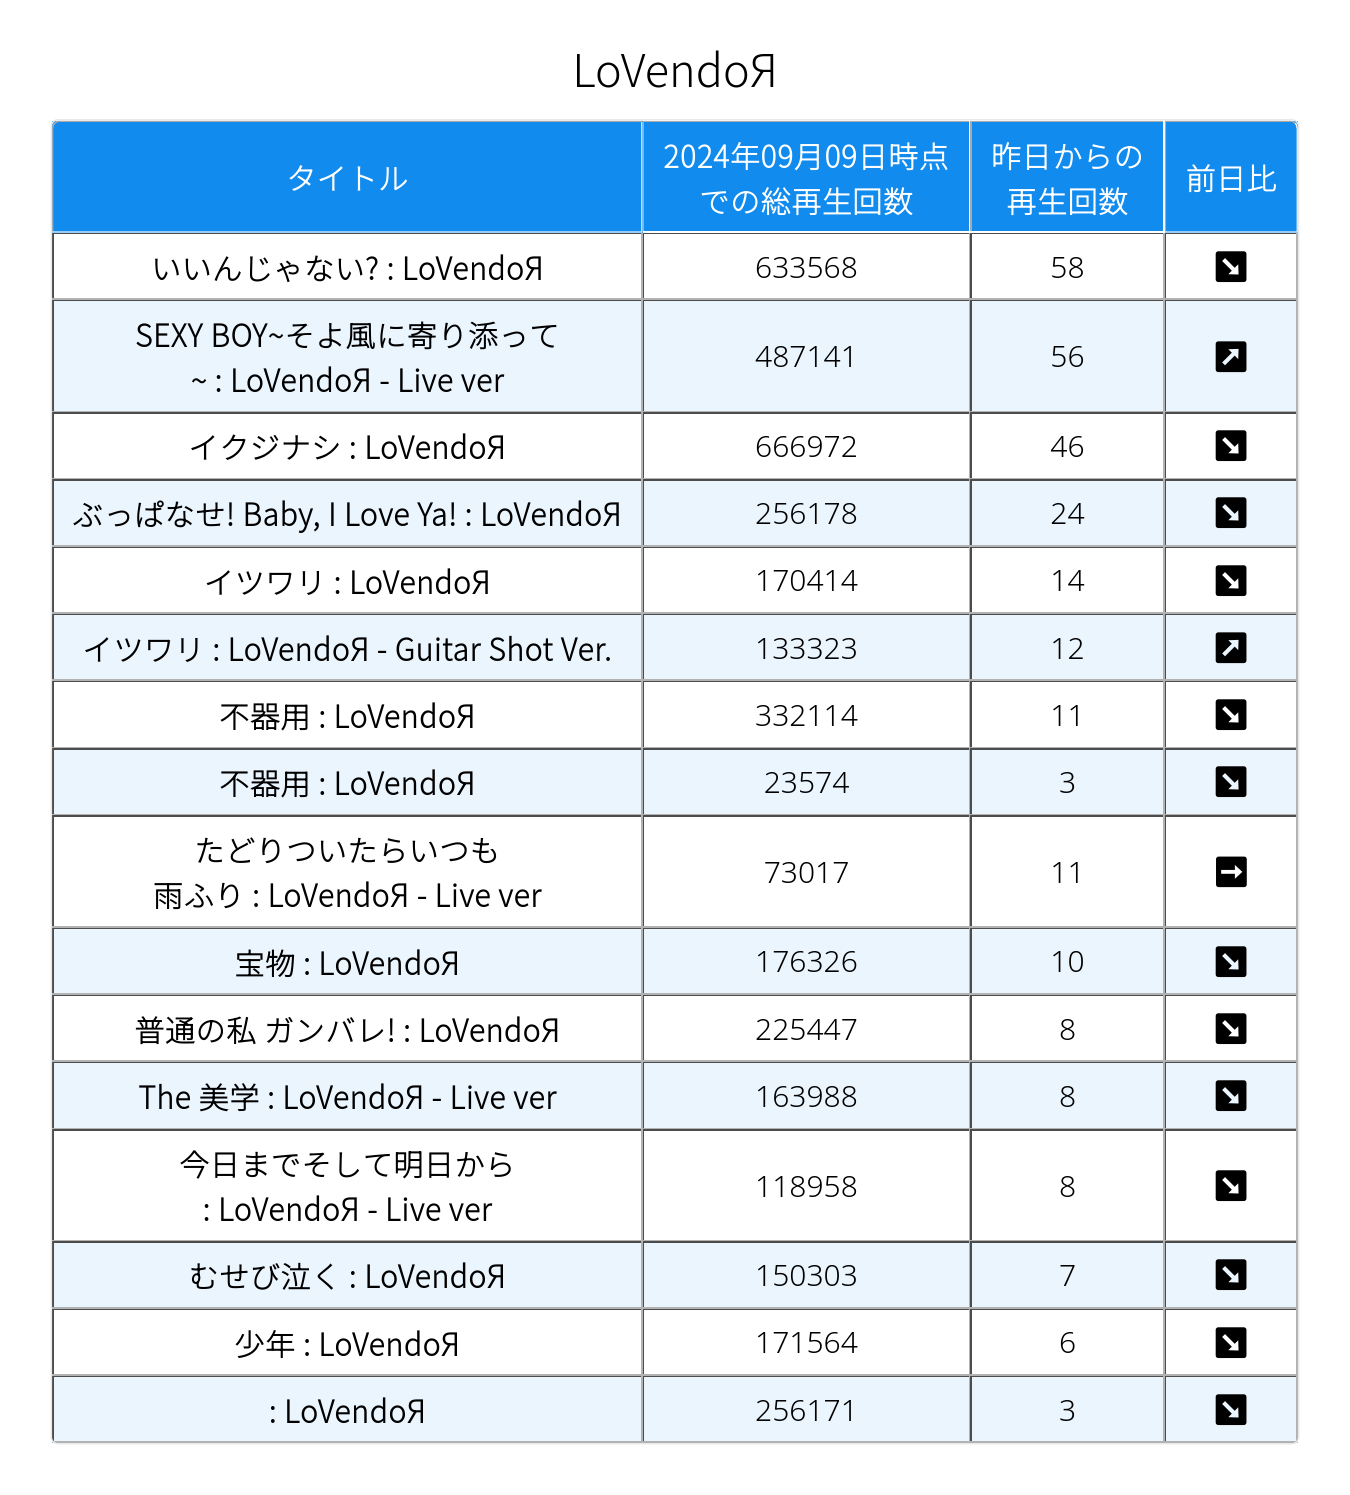 LoVendoЯ
タイトル
2024年09月09日時点
での総再生回数
昨日からの
再生回数
前日比
いいんじゃない? : LoVendoЯ
633568
58
SEXY BOY~そよ風に寄り添って
~ : LoVendoЯ - Live ver
487141
56
イクジナシ : LoVendoЯ
666972
46
ぶっぱなせ! Baby, I Love Ya! : LoVendoЯ
256178
24
イツワリ : LoVendoЯ
170414
14
イツワリ : LoVendoЯ - Guitar Shot Ver.
133323
12
不器用 : LoVendoЯ
332114
11
不器用 : LoVendoЯ
23574
3
たどりついたらいつも
雨ふり : LoVendoЯ - Live ver
73017
11
宝物 : LoVendoЯ
176326
10
普通の私 ガンバレ! : LoVendoЯ
225447
8
The 美学 : LoVendoЯ - Live ver
163988
8
今日までそして明日から
: LoVendoЯ - Live ver
118958
8
むせび泣く : LoVendoЯ
150303
7
少年 : LoVendoЯ
171564
6
: LoVendoЯ
256171
3